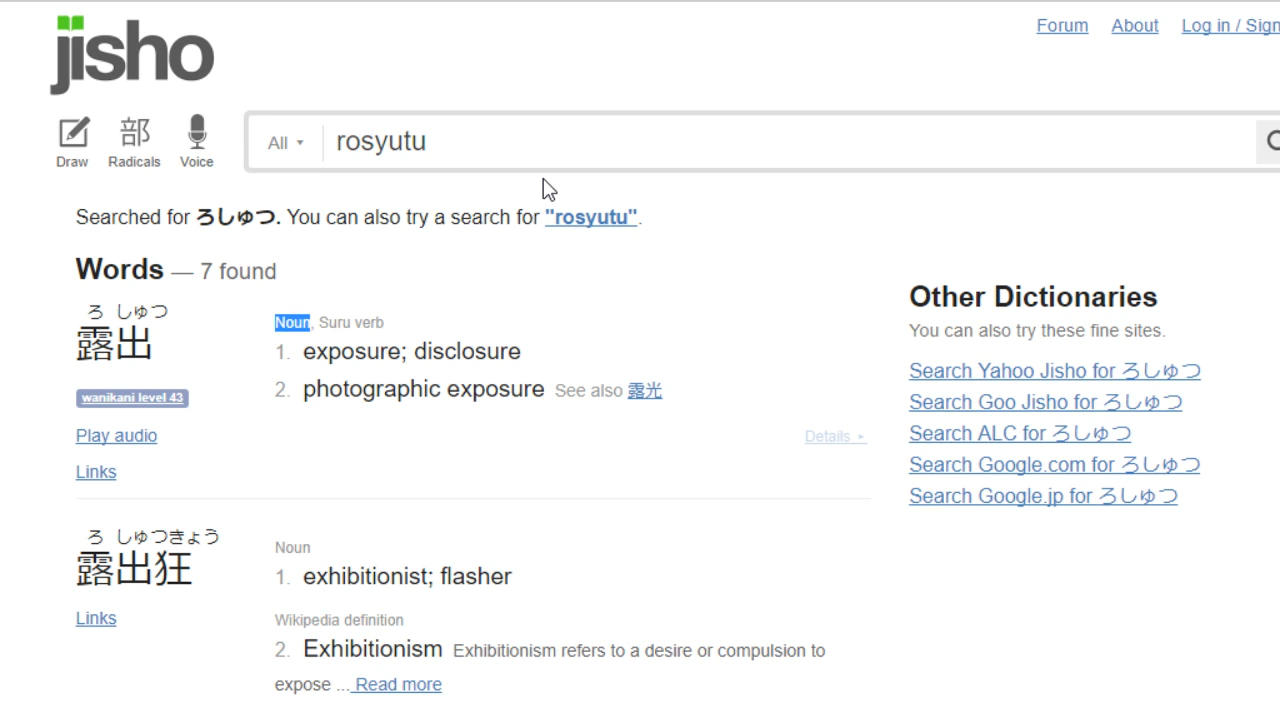 Forum About Log in / Sign
jisho
部
Draw Radicals Voice
All ▾ rosyutu
Searched for ろしゅつ. You can also try a search for "rosyutu".
Words — 7 found
ろ しゅつ
露出
wanikani level 43
Play audio
Links
Noun, Suru verb
1. exposure; disclosure
2. photographic exposure See also 露光
Details ▸
ろ しゅつきょう
露出狂
Links
Noun
1. exhibitionist; flasher
Wikipedia definition
2. Exhibitionism Exhibitionism refers to a desire or compulsion to
expose ... Read more
Other Dictionaries
You can also try these fine sites.
Search Yahoo Jisho for ろしゅつ
Search Goo Jisho for ろしゅつ
Search ALC for ろしゅつ
Search Google.com for ろしゅつ
Search Google.jp for ろしゅつ